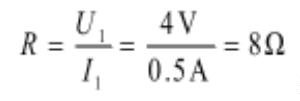 R = U₁/I₁ = 4V/0.5A = 8Ω